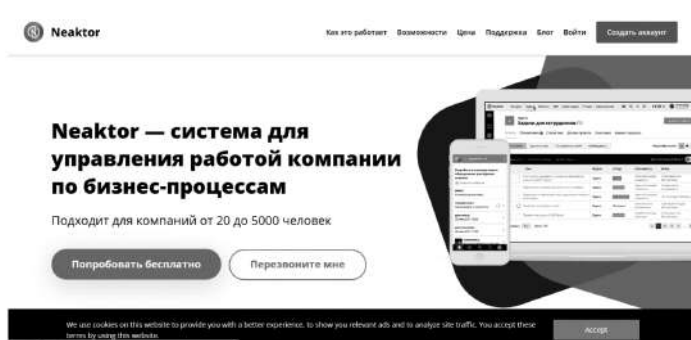 Neaktor
Как это работает Возможности Цена Поддержка Блог Войти Создать аккаунт
Neaktor — система для
управления работой компании
по бизнес-процессам
Подходит для компаний от 20 до 5000 человек
Попробовать бесплатно Перезвоните мне
We use cookies on this website to provide you with a better experience, to show you relevant ads and to analyze site traffic. You accept these
terms by using this website.
Accept